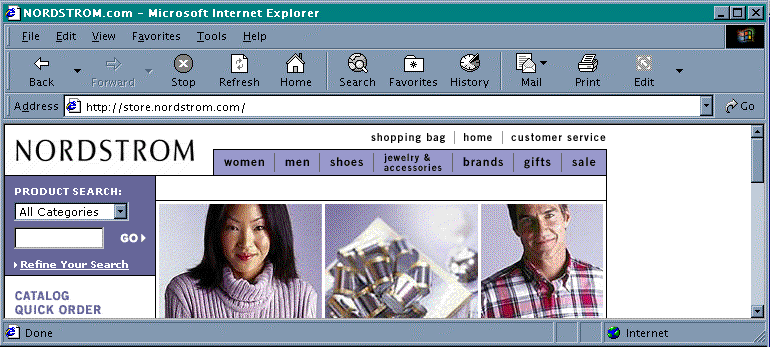 NORDSTROM.com - Microsoft Internet Explorer
File Edit View Favorites Tools Help
Back Forward Stop Refresh Home Search Favorites History Mail Print Edit
Address http://store.nordstrom.com/ Go
shopping bag home customer service
NORDSTROM
women men shoes jewelry & accessories brands gifts sale
PRODUCT SEARCH:
All Categories
GO
Refine Your Search
CATALOG
QUICK ORDER
Done Internet